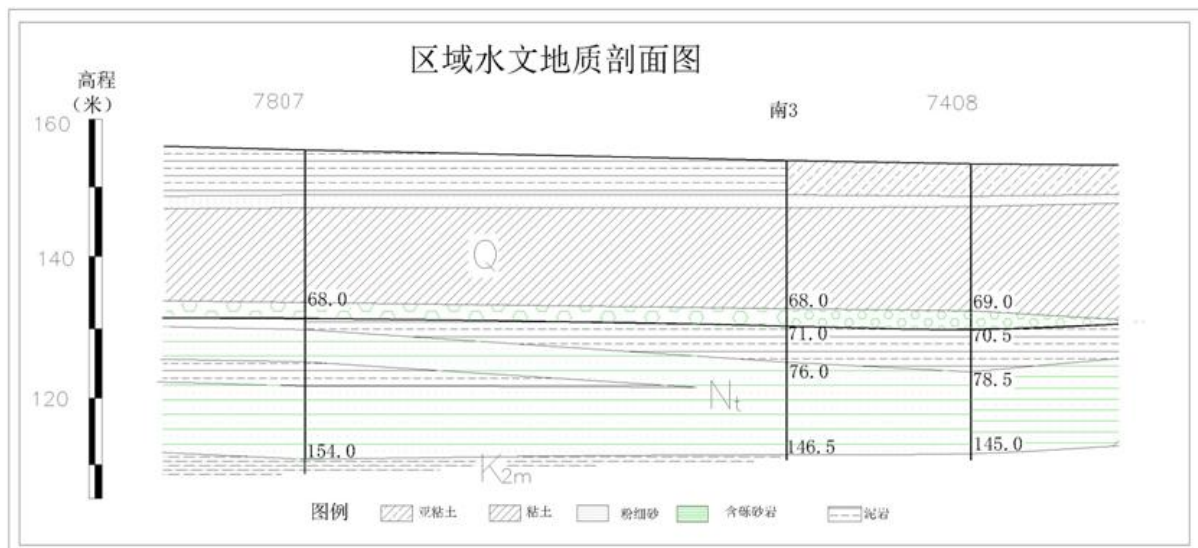 区域水文地质剖面图
高程
（米）
7807
南3
7408
160
140
120
Q
68.0
68.0
69.0
71.0
70.5
76.0
78.5
Nt
154.0
146.5
145.0
K2m
图例
亚粘土
粘土
粉细砂
含砾砂岩
泥岩